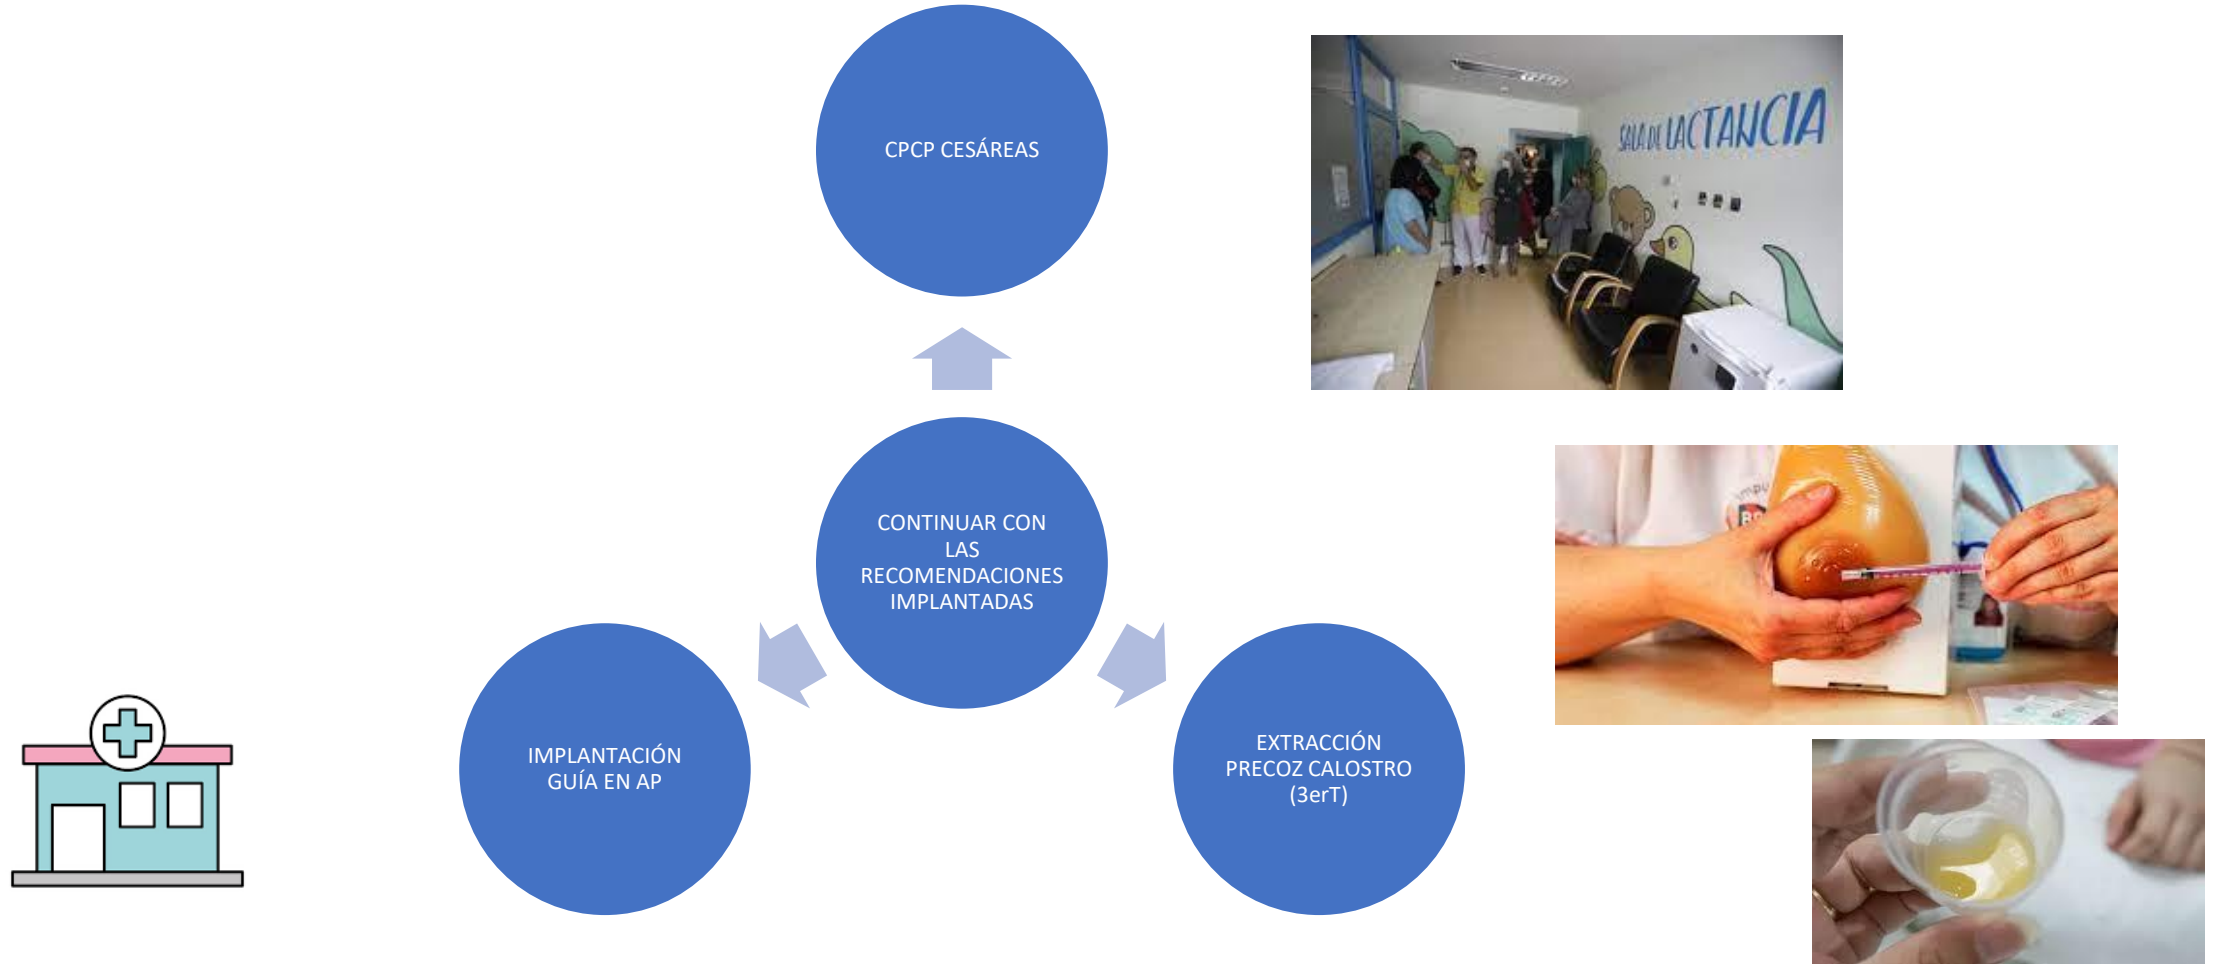 CPCP CESÁREAS
SALA DE LACTANCIA
CONTINUAR CON
LAS
RECOMENDACIONES
IMPLANTADAS
IMPLANTACIÓN
GUÍA EN AP
EXTRACCIÓN
PRECOZ CALOSTRO
(3erT)